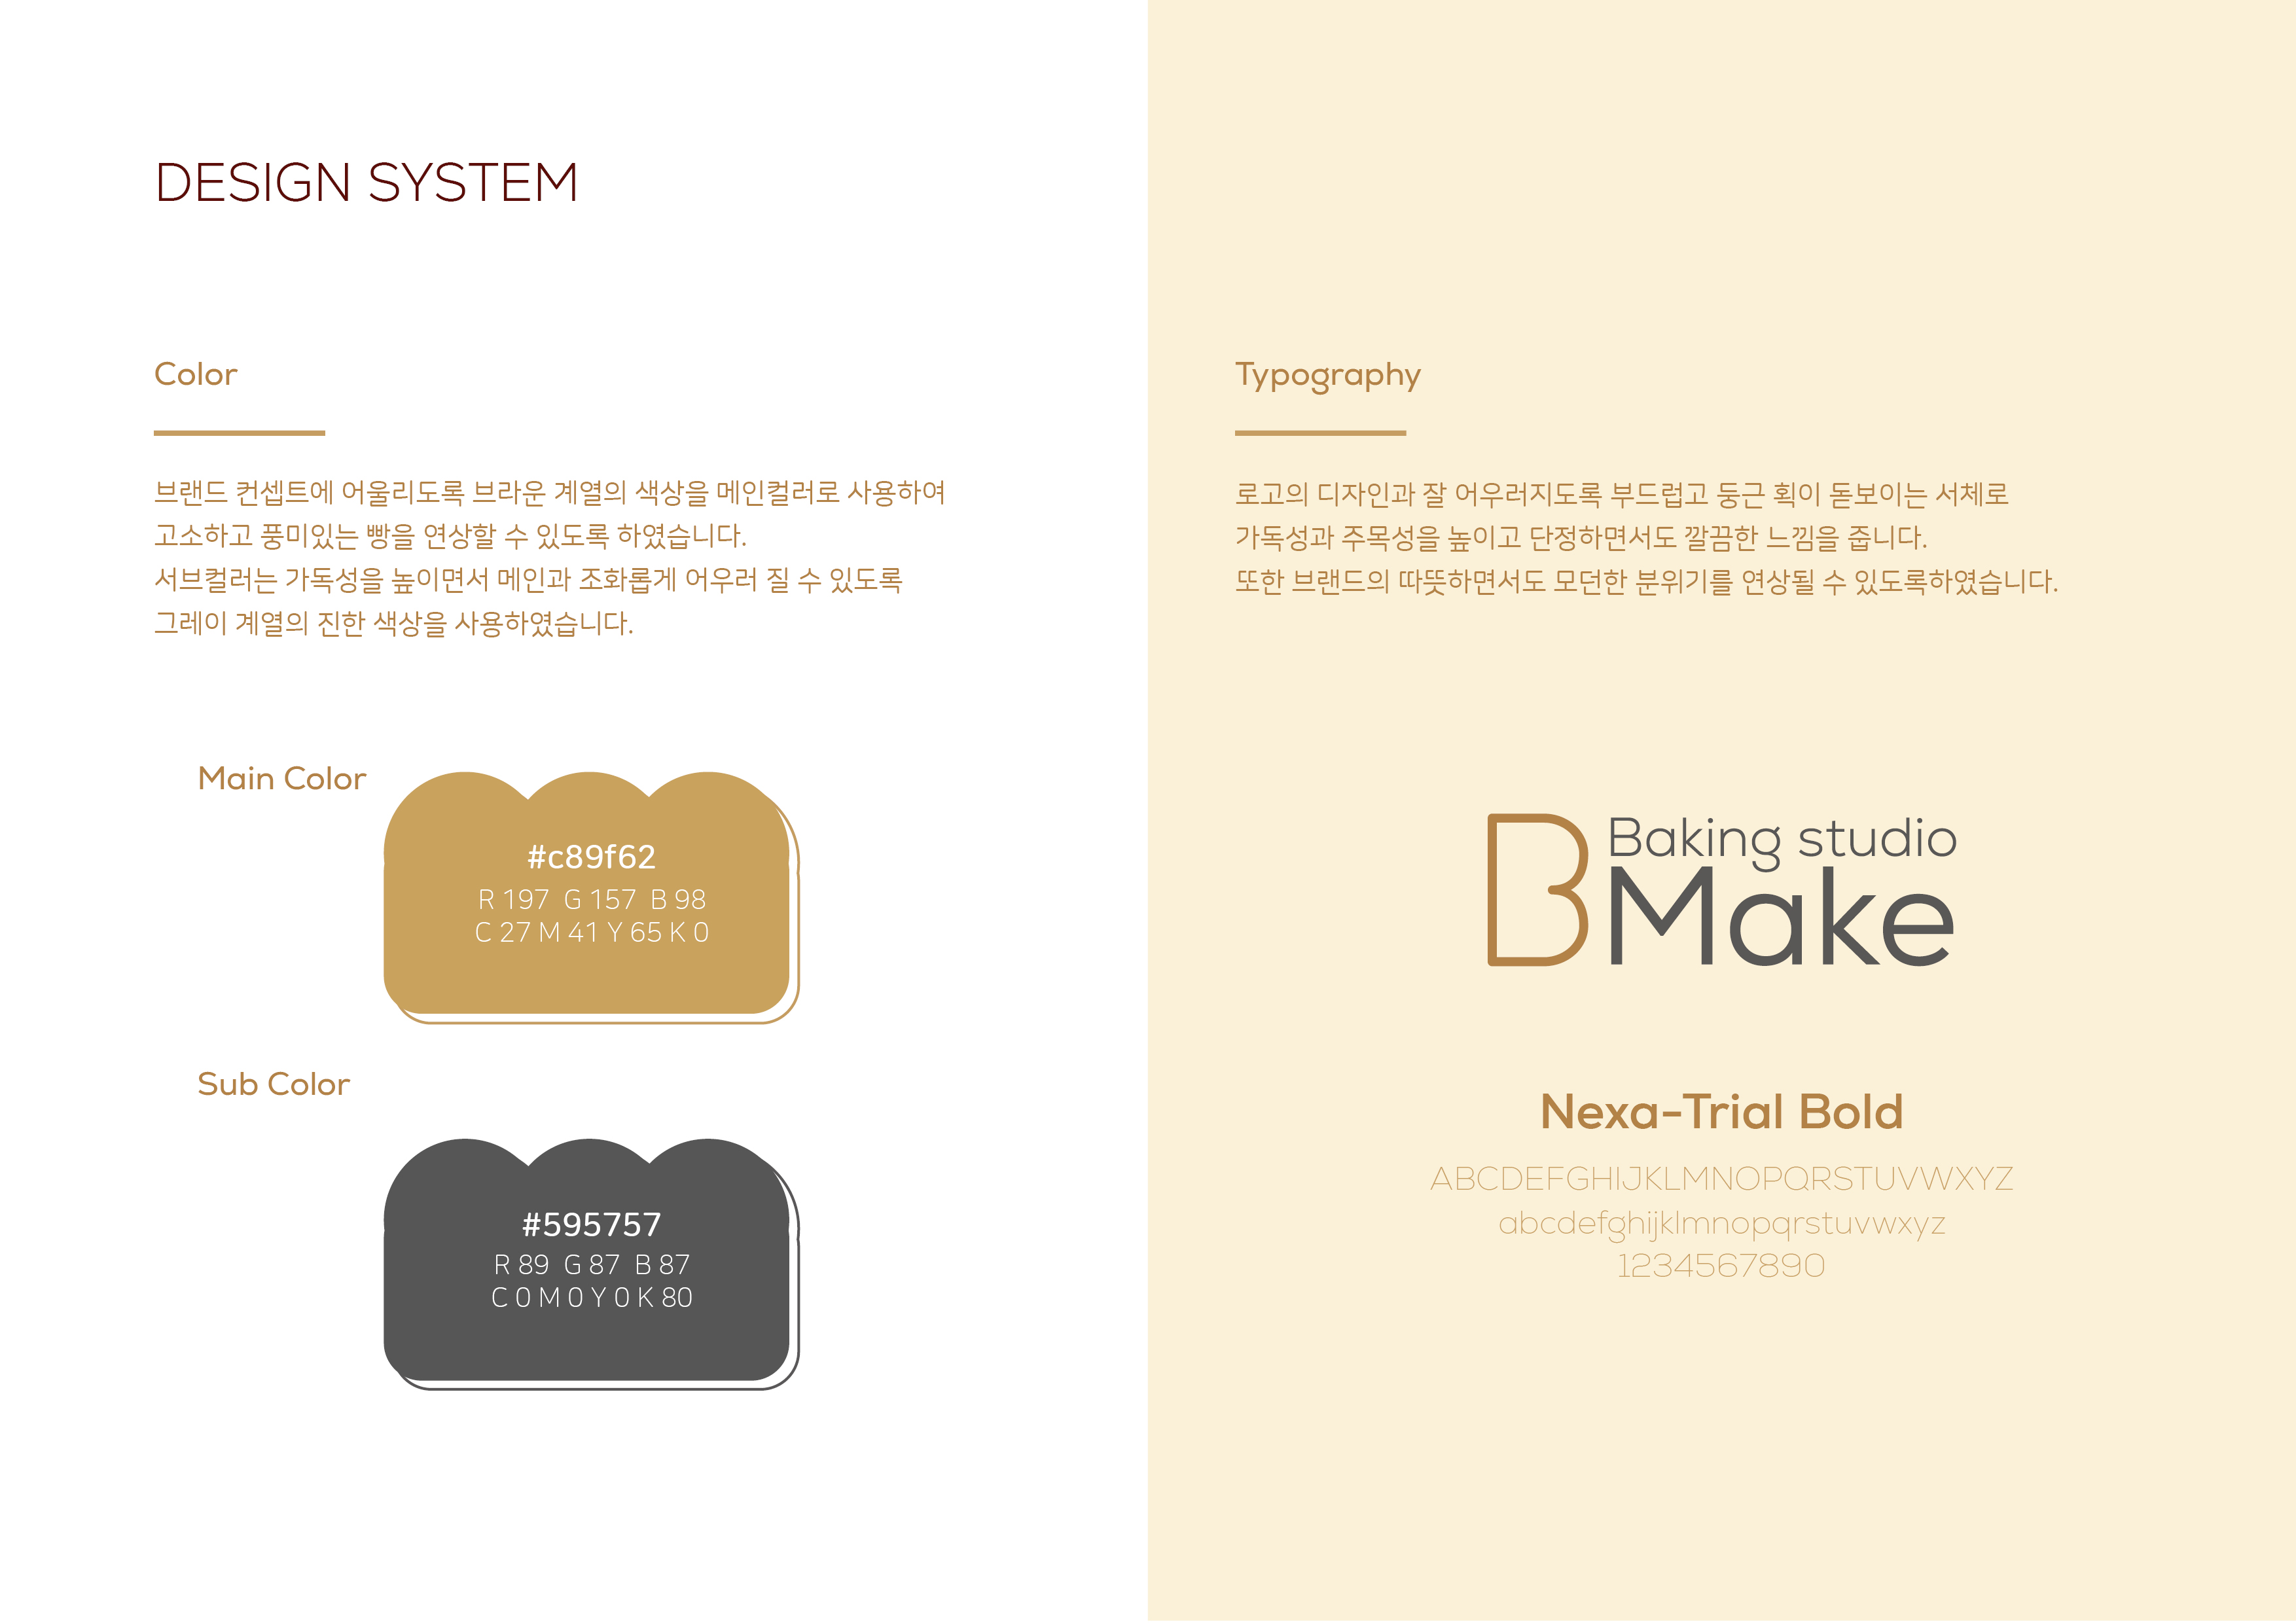 DESIGN SYSTEM
Color
브랜드 컨셉트에 어울리도록 브라운 계열의 색상을 메인컬러로 사용하여
고소하고 풍미있는 빵을 연상할 수 있도록 하였습니다.
서브컬러는 가독성을 높이면서 메인과 조화롭게 어우러 질 수 있도록
그레이 계열의 진한 색상을 사용하였습니다.
Main Color
#c89f62
R 197 G 157 B 98
C 27 M 41 Y 65 K 0
Sub Color
#595757
R 89 G 87 B 87
C 0 M 0 Y 0 K 80
Typography
로고의 디자인과 잘 어우러지도록 부드럽고 둥근 획이 돋보이는 서체로
가독성과 주목성을 높이고 단정하면서도 깔끔한 느낌을 줍니다.
또한 브랜드의 따뜻하면서도 모던한 분위기를 연상될 수 있도록하였습니다.
B
Baking studio
Make
Nexa-Trial Bold
ABCDEFGHIJKLMNOPQRSTUVWXYZ
abcdefghijklmnopqrstuvwxyz
1234567890